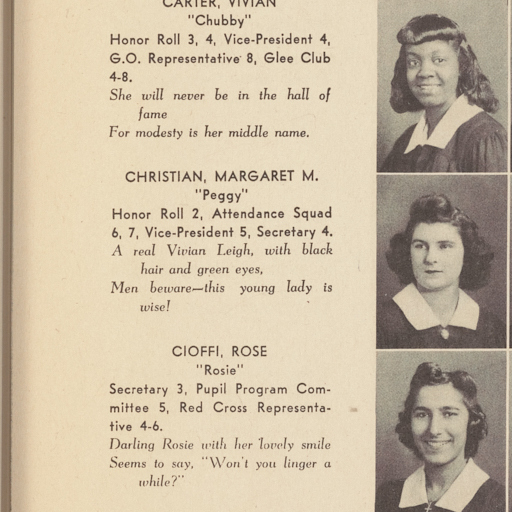 CARTER, VIVIAN
"Chubby"
Honor Roll 3, 4, Vice-President 4,
G.O. Representative 8, Glee Club
4-8.
She will never be in the hall of
fame
For modesty is her middle name.
CHRISTIAN, MARGARET M.
"Peggy"
Honor Roll 2, Attendance Squad
6, 7, Vice-President 5, Secretary 4.
A real Vivian Leigh, with black
hair and green eyes,
Men beware—this young lady is
wise!
CIOFFI, ROSE
"Rosie"
Secretary 3, Pupil Program Com-
mittee 5, Red Cross Representa-
tive 4-6.
Darling Rosie with her lovely smile
Seems to say, "Won't you linger a
while?"